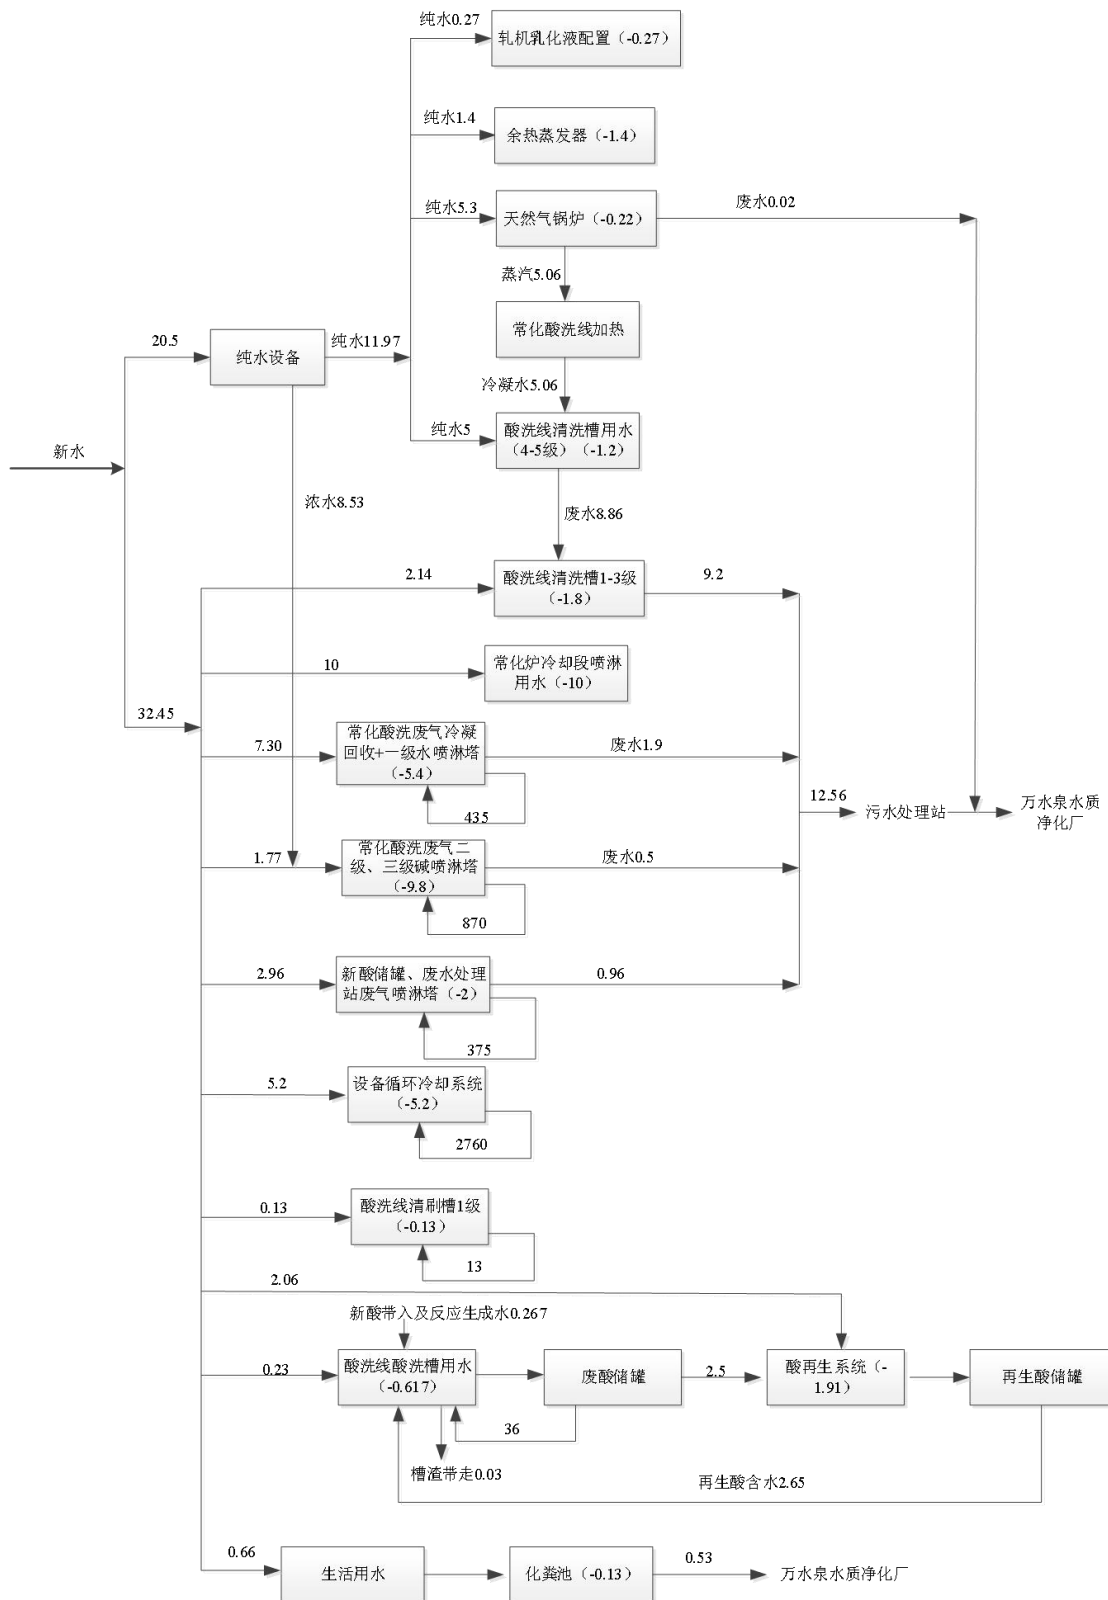 纯水0.27
轧机乳化液配置（-0.27）
纯水1.4
余热蒸发器（-1.4）
纯水5.3
天然气锅炉（-0.22）
废水0.02
蒸汽5.06
常化酸洗线加热
20.5
纯水设备
纯水11.97
冷凝水5.06
纯水5
酸洗线清洗槽用水
（4-5级）（-1.2）
新水
浓水8.53
废水8.86
2.14
酸洗线清洗槽1-3级
（-1.8）
9.2
10
常化炉冷却段喷淋
用水（-10）
32.45
7.30
常化酸洗废气冷凝
回收+一级水喷淋塔
（-5.4）
废水1.9
435
12.56
污水处理站
万水泉水质
净化厂
1.77
常化酸洗废气二
级、三级碱喷淋塔
（-9.8）
废水0.5
870
2.96
新酸储罐、废水处理
站废气喷淋塔（-2）
0.96
375
5.2
设备循环冷却系统
（-5.2）
2760
0.13
酸洗线清刷槽1级
（-0.13）
13
2.06
新酸带入及反应生成水0.267
0.23
酸洗线酸洗槽用水
（-0.617）
废酸储罐
2.5
酸再生系统（-
1.91）
再生酸储罐
36
槽渣带走0.03
再生酸含水2.65
0.66
生活用水
化粪池（-0.13）
0.53
万水泉水质净化厂